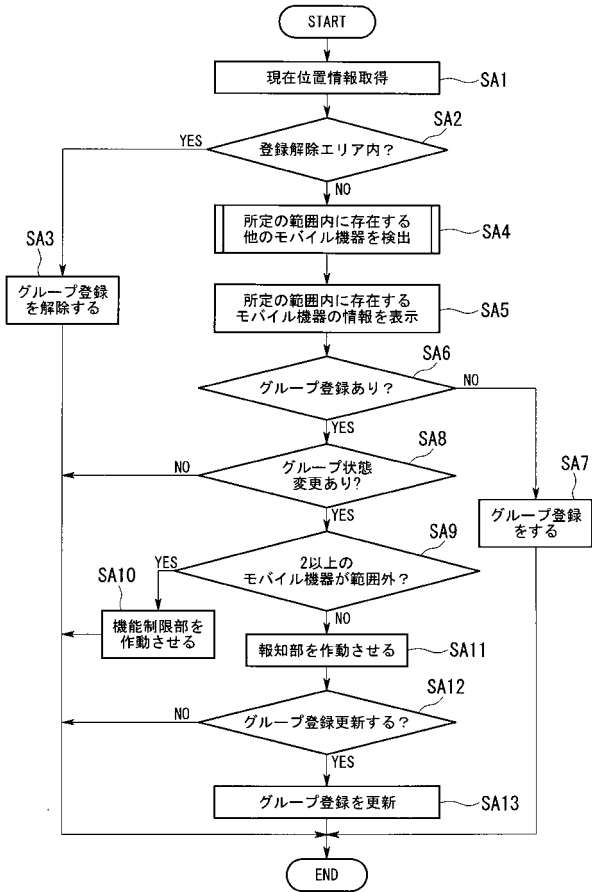 START
現在位置情報取得
SA1
SA2
YES
登録解除エリア内？
NO
SA3
所定の範囲内に存在する
他のモバイル機器を検出
SA4
グループ登録
を解除する
所定の範囲内に存在する
モバイル機器の情報を表示
SA5
SA6
グループ登録あり？
NO
YES
SA8
SA7
NO
グループ状態
変更あり?
YES
グループ登録
をする
SA9
YES
2以上の
モバイル機器が範囲外？
SA10
NO
機能制限部を
作動させる
報知部を作動させる
SA11
SA12
NO
グループ登録更新する？
YES
グループ登録を更新
SA13
END